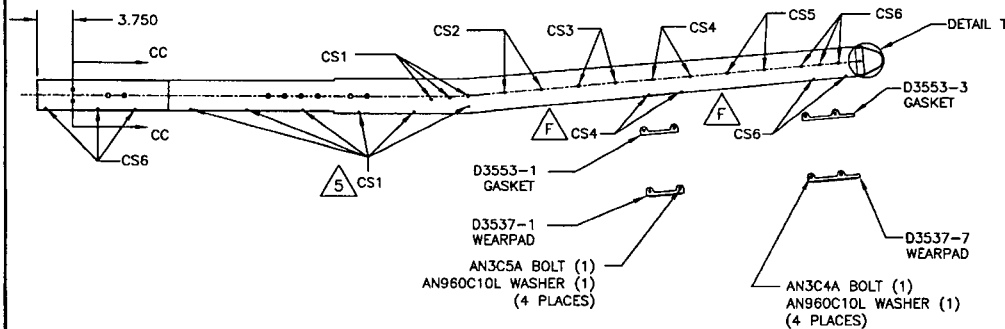 3.750
CC
CC
CS6
CS1
CS2
CS3
CS4
CS5
CS6
DETAIL
5
CS1
F
CS4
F
CS6
D3553-3
GASKET
D3553-1
GASKET
D3537-1
WEARPAD
AN3C5A BOLT (1)
AN960C10L WASHER (1)
(4 PLACES)
D3537-7
WEARPAD
AN3C4A BOLT (1)
AN960C10L WASHER (1)
(4 PLACES)